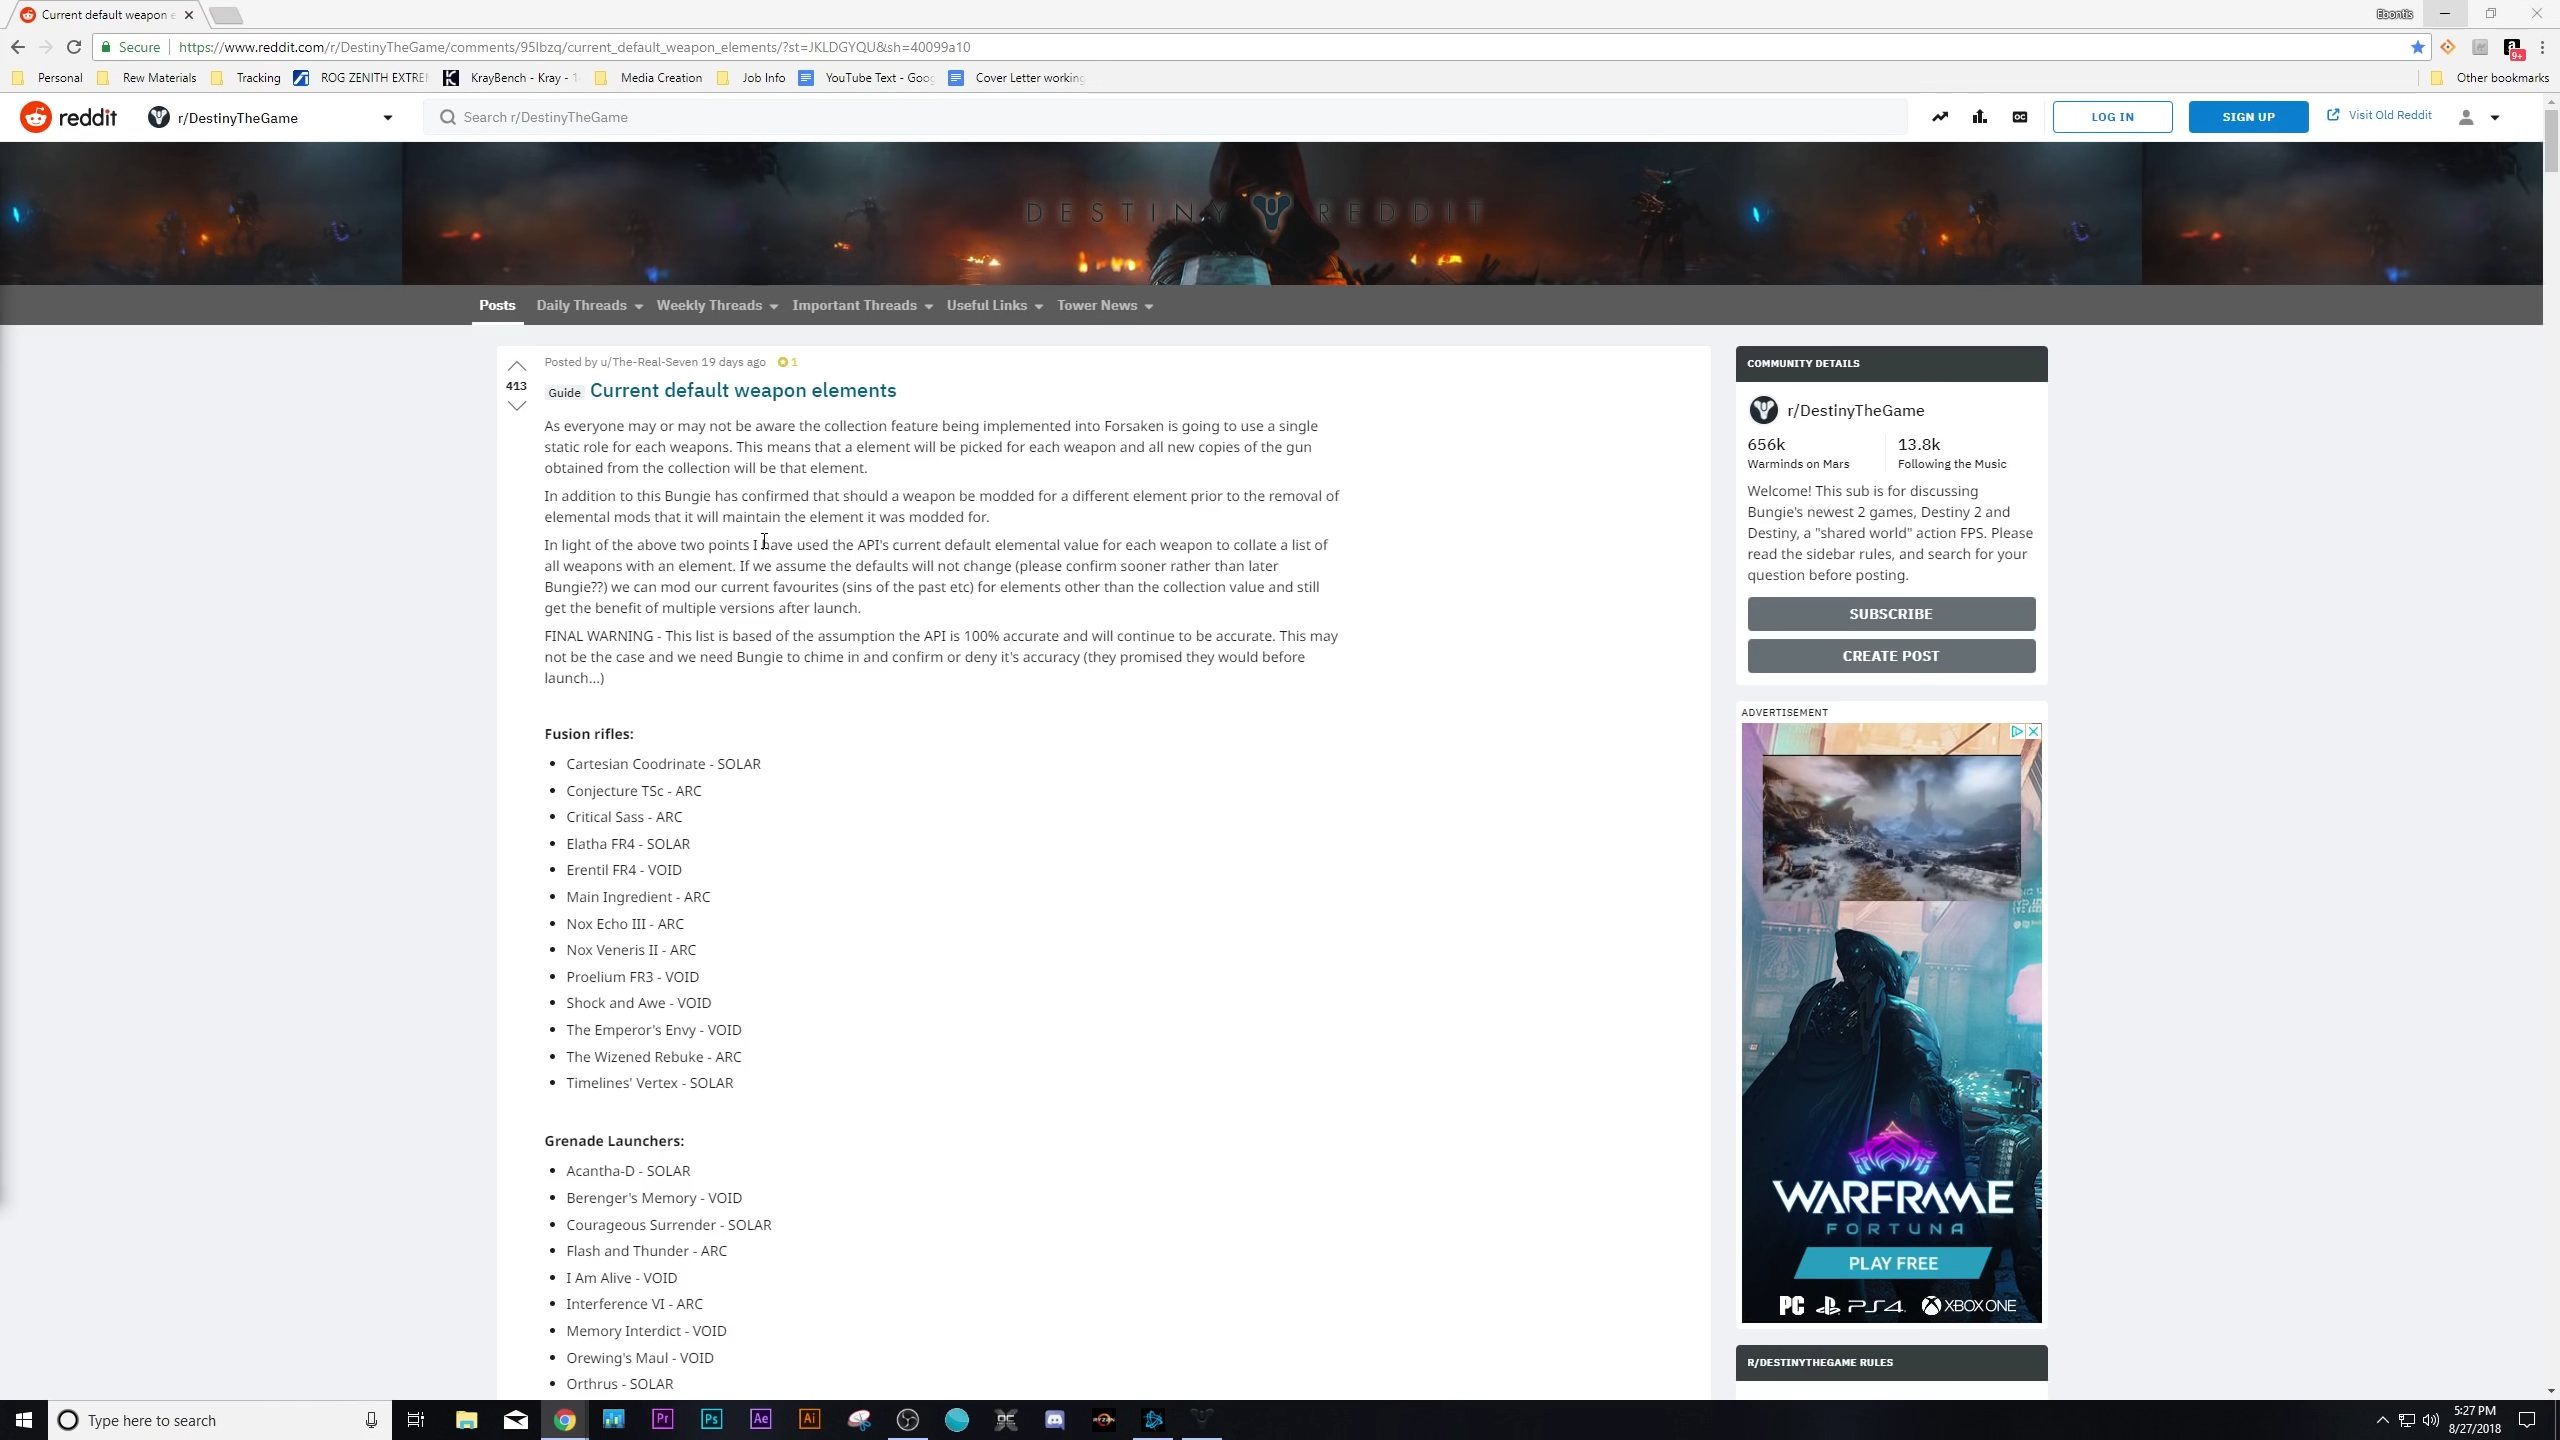 Current default weapon e
Ebontis
Secure
https://www.reddit.com/r/DestinyTheGame/comments/95lbzq/current_default_weapon_elements/?st=JKLDGYQU&sh=40099a10
9+
Personal
Rew Materials
Tracking
ROG ZENITH EXTRE
KrayBench - Kray - 1
Media Creation
Job Info
YouTube Text - Goo
Cover Letter working
Other bookmarks
reddit
r/DestinyTheGame
Search r/DestinyTheGame
OC
LOG IN
SIGN UP
Visit Old Reddit
DESTINY REDDIT
Posts
Daily Threads
Weekly Threads
Important Threads
Useful Links
Tower News
Posted by u/The-Real-Seven 19 days ago 1
413
Guide Current default weapon elements
As everyone may or may not be aware the collection feature being implemented into Forsaken is going to use a single
static role for each weapons. This means that a element will be picked for each weapon and all new copies of the gun
obtained from the collection will be that element.
In addition to this Bungie has confirmed that should a weapon be modded for a different element prior to the removal of
elemental mods that it will maintain the element it was modded for.
In light of the above two points I have used the API's current default elemental value for each weapon to collate a list of
all weapons with an element. If we assume the defaults will not change (please confirm sooner rather than later
Bungie??) we can mod our current favourites (sins of the past etc) for elements other than the collection value and still
get the benefit of multiple versions after launch.
FINAL WARNING - This list is based of the assumption the API is 100% accurate and will continue to be accurate. This may
not be the case and we need Bungie to chime in and confirm or deny it's accuracy (they promised they would before
launch...)
Fusion rifles:
• Cartesian Coodrinate - SOLAR
• Conjecture TSc - ARC
• Critical Sass - ARC
• Elatha FR4 - SOLAR
• Erentil FR4 - VOID
• Main Ingredient - ARC
• Nox Echo III - ARC
• Nox Veneris II - ARC
• Proelium FR3 - VOID
• Shock and Awe - VOID
• The Emperor's Envy - VOID
• The Wizened Rebuke - ARC
• Timelines' Vertex - SOLAR
Grenade Launchers:
• Acantha-D - SOLAR
• Berenger's Memory - VOID
• Courageous Surrender - SOLAR
• Flash and Thunder - ARC
• I Am Alive - VOID
• Interference VI - ARC
• Memory Interdict - VOID
• Orewing's Maul - VOID
• Orthrus - SOLAR
COMMUNITY DETAILS
r/DestinyTheGame
656k
Warminds on Mars
13.8k
Following the Music
Welcome! This sub is for discussing
Bungie's newest 2 games, Destiny 2 and
Destiny, a "shared world" action FPS. Please
read the sidebar rules, and search for your
question before posting.
SUBSCRIBE
CREATE POST
ADVERTISEMENT
WARFRAME
FORTUNA
PLAY FREE
PC PS4 XBOX ONE
R/DESTINYTHEGAME RULES
Type here to search
Pr
Ps
Ae
Ai
RYZEN
5:27 PM
8/27/2018